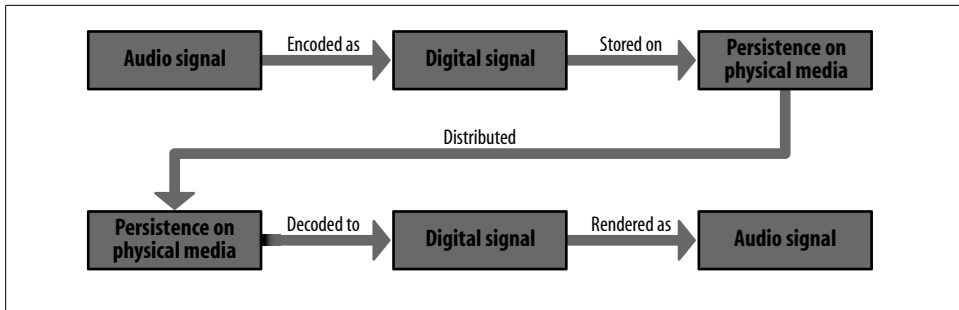 Audio signal
Encoded as
Digital signal
Stored on
Persistence on
physical media
Distributed
Persistence on
physical media
Decoded to
Digital signal
Rendered as
Audio signal